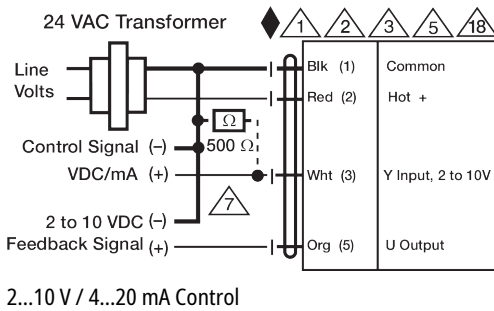 24 VAC Transformer
1 2 3 5 18
Line Volts
Blk (1) Common
Red (2) Hot +
Ω
500 Ω
Control Signal (−)
VDC/mA (+)
Wht (3) Y Input, 2 to 10V
7
2 to 10 VDC (−)
Feedback Signal (+)
Org (5) U Output
2...10 V / 4...20 mA Control